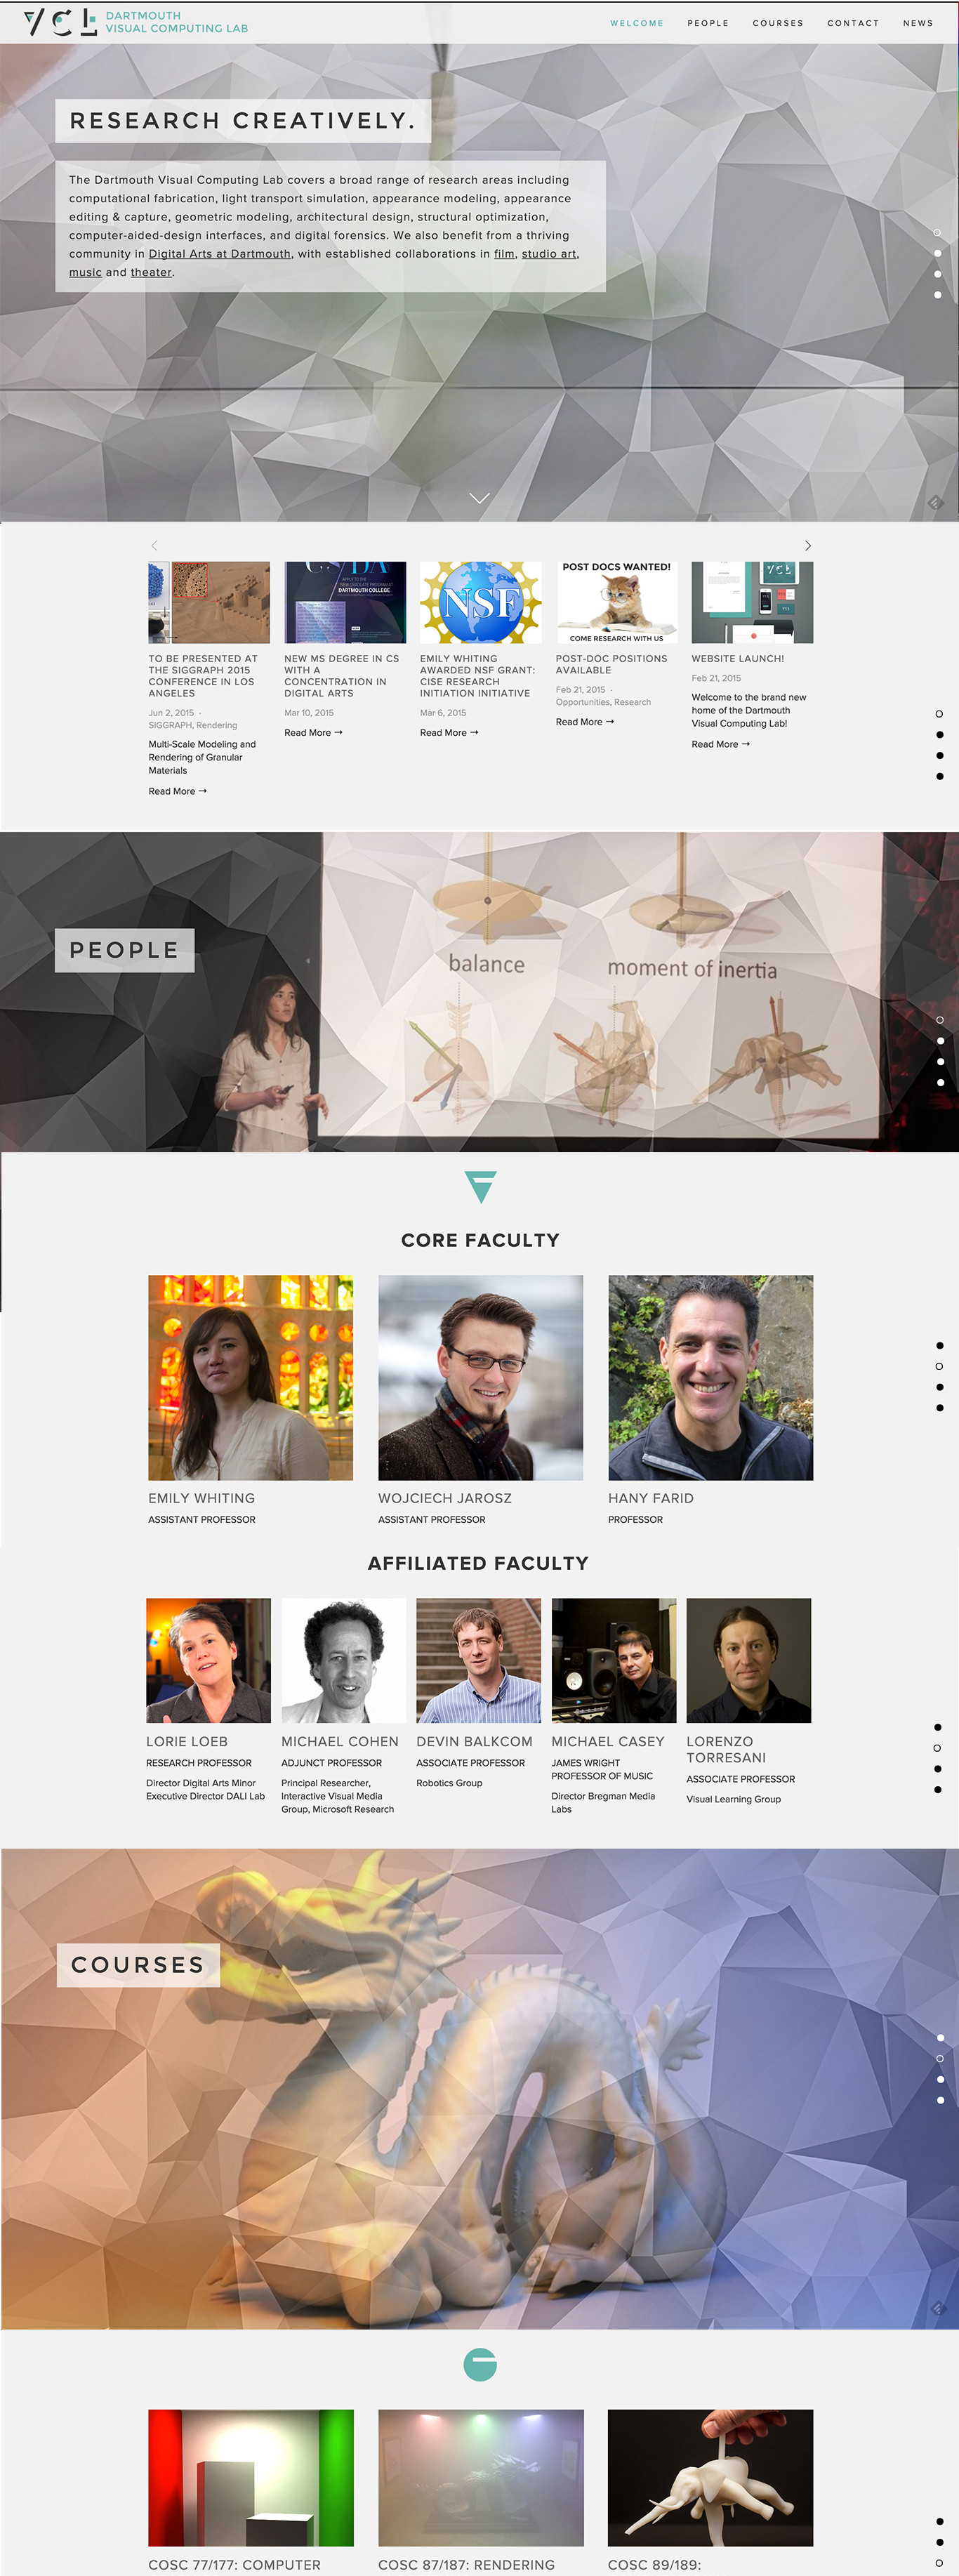 VCL DARTMOUTH
VISUAL COMPUTING LAB
WELCOME PEOPLE COURSES CONTACT NEWS
RESEARCH CREATIVELY.
The Dartmouth Visual Computing Lab covers a broad range of research areas including
computational fabrication, light transport simulation, appearance modeling, appearance
editing & capture, geometric modeling, architectural design, structural optimization,
computer-aided-design interfaces, and digital forensics. We also benefit from a thriving
community in Digital Arts at Dartmouth, with established collaborations in film, studio art,
music and theater.
TO BE PRESENTED AT
THE SIGGRAPH 2015
CONFERENCE IN LOS
ANGELES
Jun 2, 2015 ·
SIGGRAPH, Rendering
Multi-Scale Modeling and
Rendering of Granular
Materials
Read More →
DARTMOUTH COLLEGE
NEW MS DEGREE IN CS
WITH A
CONCENTRATION IN
DIGITAL ARTS
Mar 10, 2015
Read More →
NSF
EMILY WHITING
AWARDED NSF GRANT:
CISE RESEARCH
INITIATION INITIATIVE
Mar 6, 2015
Read More →
POST DOCS WANTED!
COME RESEARCH WITH US
POST-DOC POSITIONS
AVAILABLE
Feb 21, 2015 ·
Opportunities, Research
Read More →
VCL
WEBSITE LAUNCH!
Feb 21, 2015
Welcome to the brand new
home of the Dartmouth
Visual Computing Lab!
Read More →
PEOPLE
balance
moment of inertia
CORE FACULTY
EMILY WHITING
ASSISTANT PROFESSOR
WOJCIECH JAROSZ
ASSISTANT PROFESSOR
HANY FARID
PROFESSOR
AFFILIATED FACULTY
LORIE LOEB
RESEARCH PROFESSOR
Director Digital Arts Minor
Executive Director DALI Lab
MICHAEL COHEN
ADJUNCT PROFESSOR
Principal Researcher,
Interactive Visual Media
Group, Microsoft Research
DEVIN BALKCOM
ASSOCIATE PROFESSOR
Robotics Group
MICHAEL CASEY
JAMES WRIGHT
PROFESSOR OF MUSIC
Director Bregman Media
Labs
LORENZO
TORRESANI
ASSOCIATE PROFESSOR
Visual Learning Group
COURSES
COSC 77/177: COMPUTER
COSC 87/187: RENDERING
COSC 89/189: